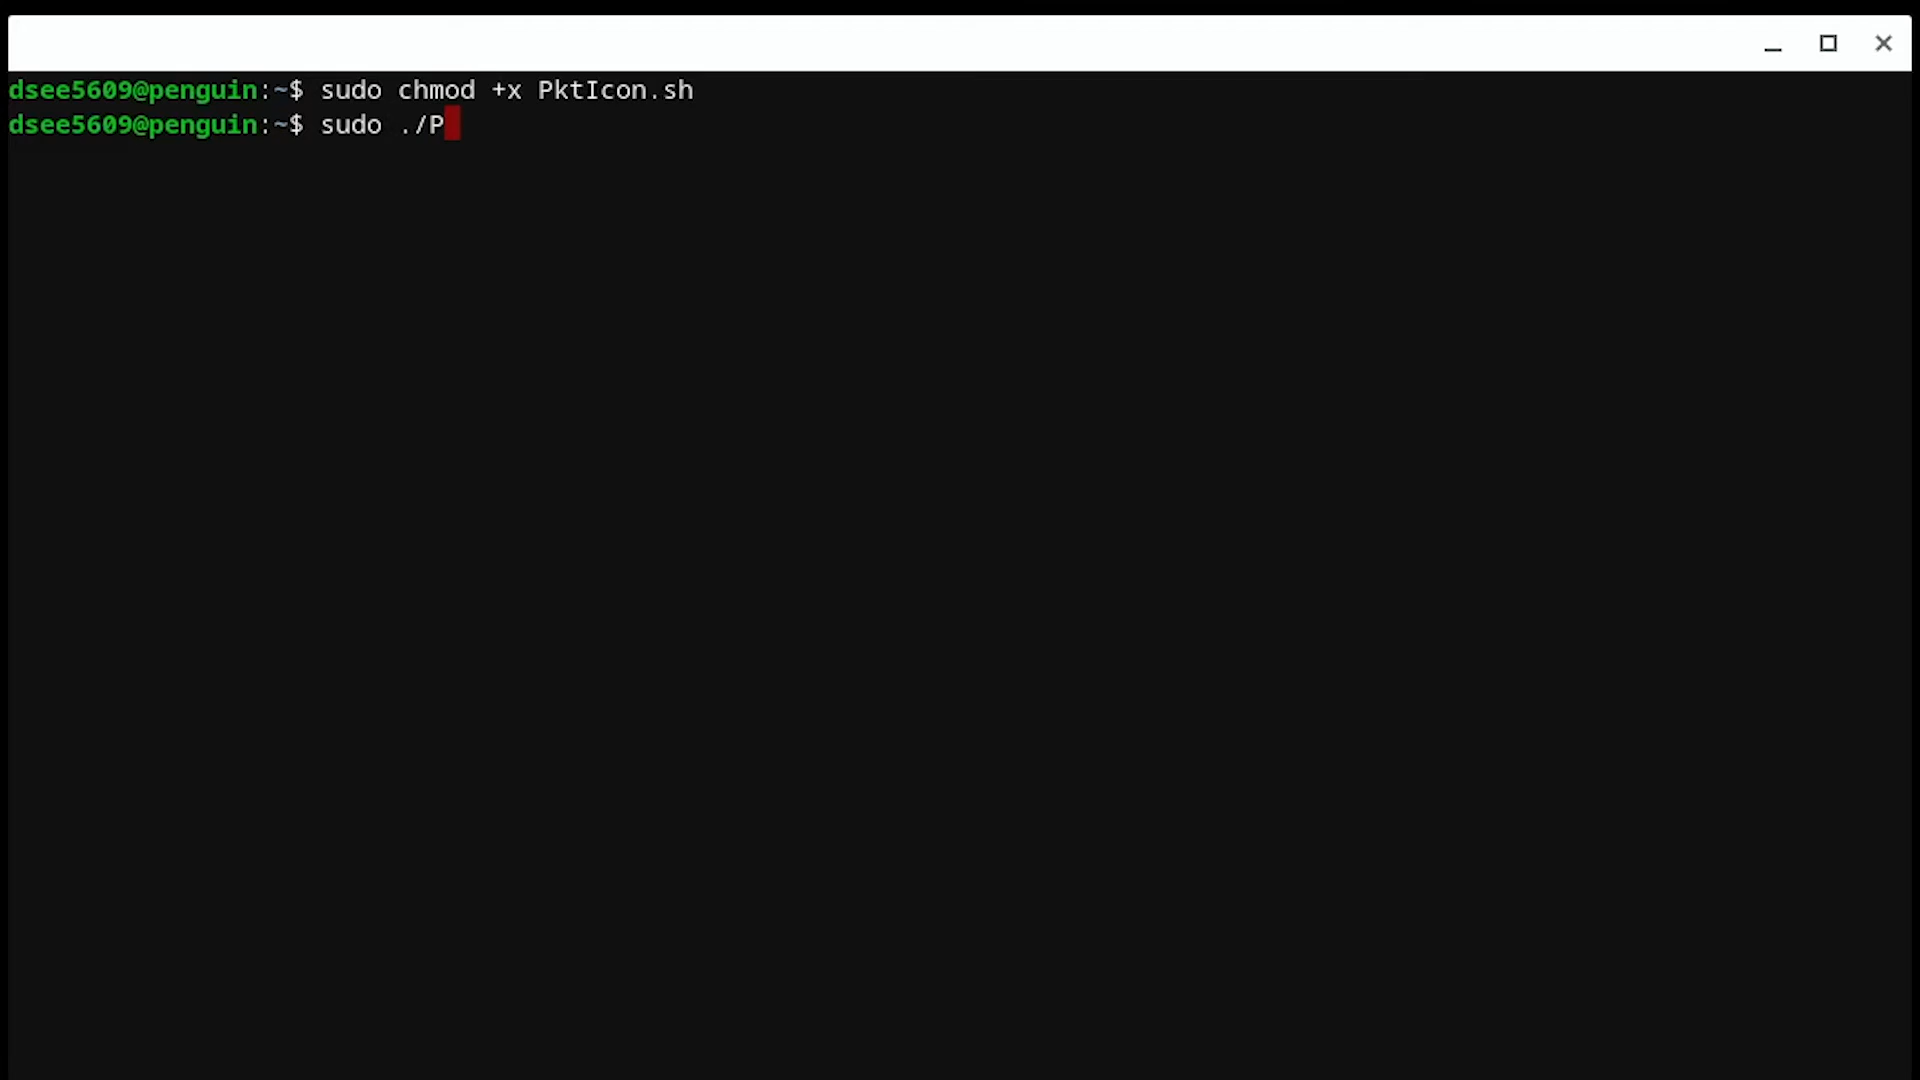 dsee5609@penguin:~$ sudo chmod +x PktIcon.sh
dsee5609@penguin:~$ sudo ./P